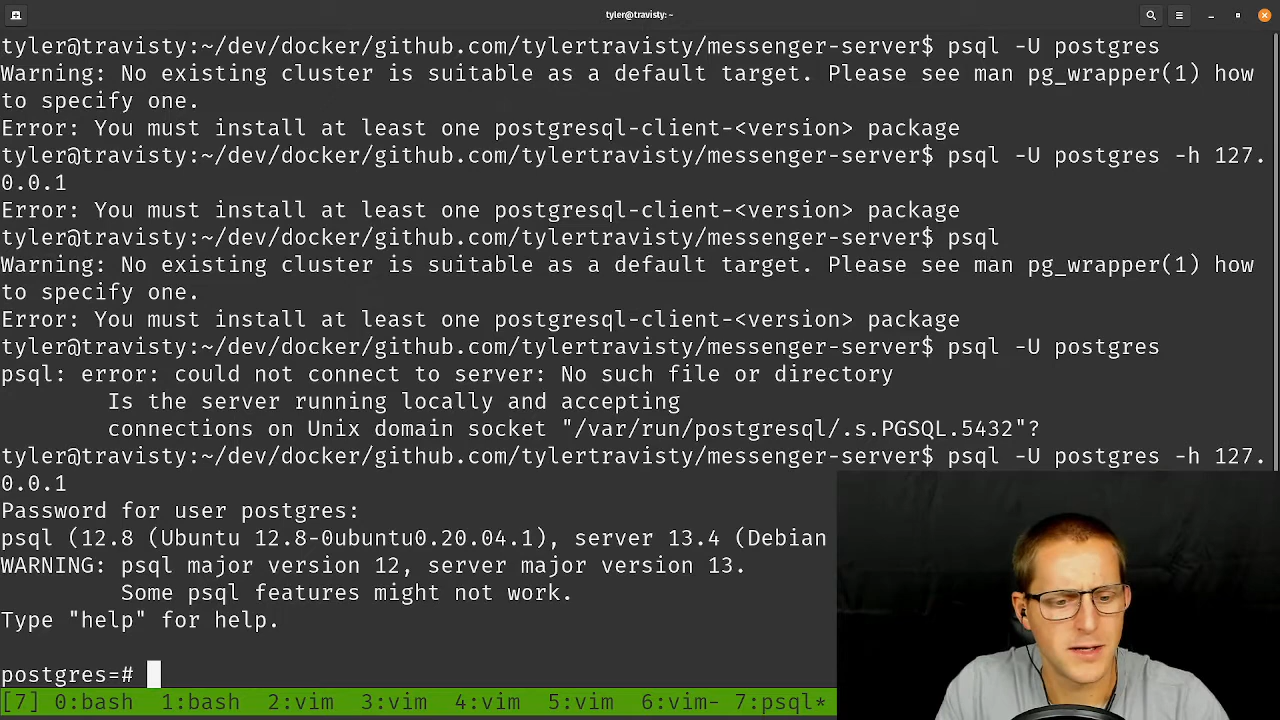 tyler@travisty: ~
tyler@travisty:~/dev/docker/github.com/tylertravisty/messenger-server$ psql -U postgres
Warning: No existing cluster is suitable as a default target. Please see man pg_wrapper(1) how
to specify one.
Error: You must install at least one postgresql-client-<version> package
tyler@travisty:~/dev/docker/github.com/tylertravisty/messenger-server$ psql -U postgres -h 127.
0.0.1
Error: You must install at least one postgresql-client-<version> package
tyler@travisty:~/dev/docker/github.com/tylertravisty/messenger-server$ psql
Warning: No existing cluster is suitable as a default target. Please see man pg_wrapper(1) how
to specify one.
Error: You must install at least one postgresql-client-<version> package
tyler@travisty:~/dev/docker/github.com/tylertravisty/messenger-server$ psql -U postgres
psql: error: could not connect to server: No such file or directory
Is the server running locally and accepting
connections on Unix domain socket "/var/run/postgresql/.s.PGSQL.5432"?
tyler@travisty:~/dev/docker/github.com/tylertravisty/messenger-server$ psql -U postgres -h 127.
0.0.1
Password for user postgres:
psql (12.8 (Ubuntu 12.8-0ubuntu0.20.04.1), server 13.4 (Debian
WARNING: psql major version 12, server major version 13.
Some psql features might not work.
Type "help" for help.
postgres=#
[7] 0:bash 1:bash 2:vim 3:vim 4:vim 5:vim 6:vim- 7:psql*